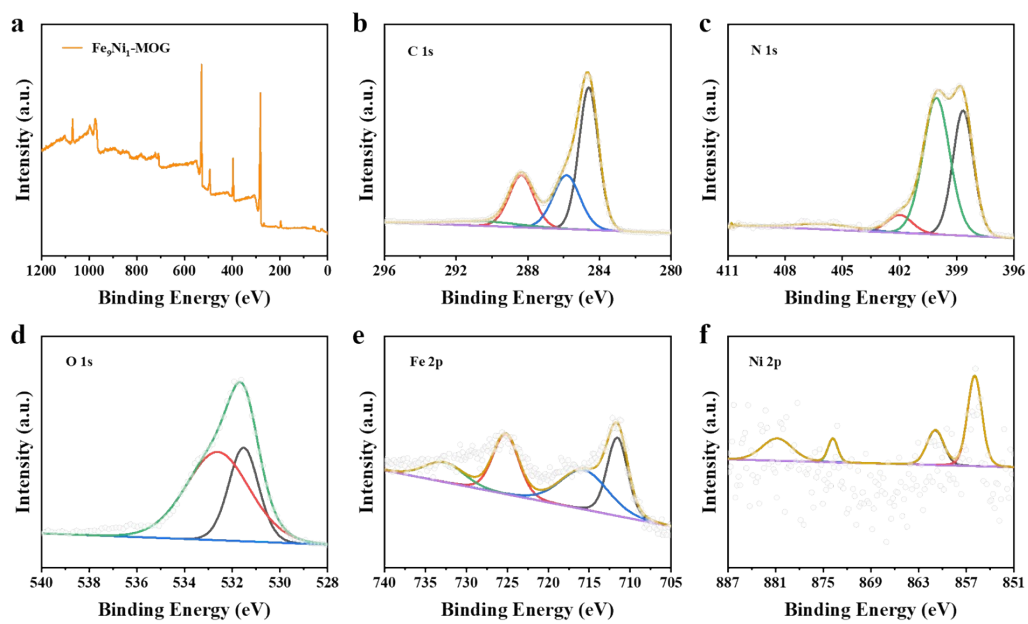 a
Fe₉Ni₁-MOG
Intensity (a.u.)
1200 1000 800 600 400 200 0
Binding Energy (eV)
b
C 1s
Intensity (a.u.)
296 292 288 284 280
Binding Energy (eV)
c
N 1s
Intensity (a.u.)
411 408 405 402 399 396
Binding Energy (eV)
d
O 1s
Intensity (a.u.)
540 538 536 534 532 530 528
Binding Energy (eV)
e
Fe 2p
Intensity (a.u.)
740 735 730 725 720 715 710 705
Binding Energy (eV)
f
Ni 2p
Intensity (a.u.)
887 881 875 869 863 857 851
Binding Energy (eV)